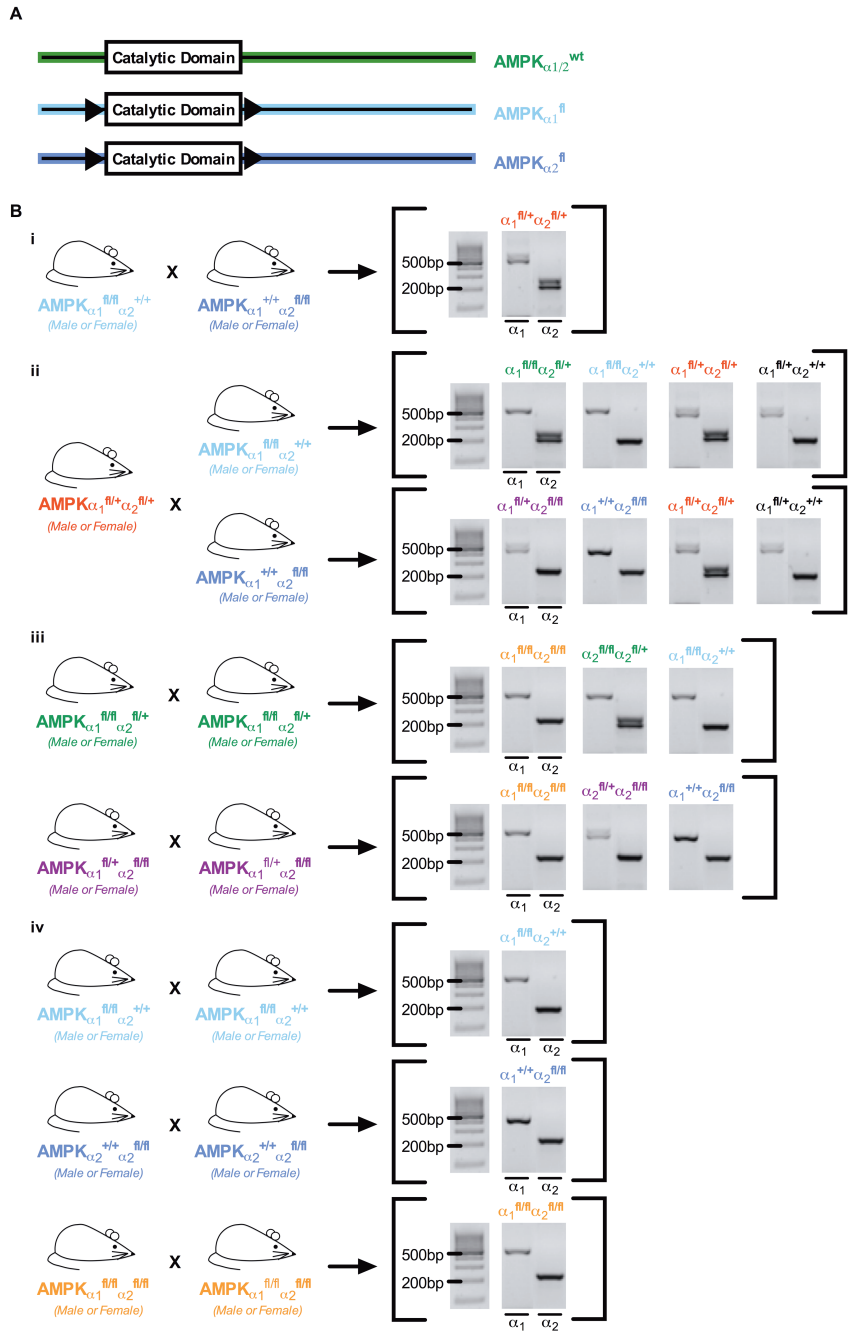 A
Catalytic Domain AMPKα1/2wt
Catalytic Domain AMPKα1fl
Catalytic Domain AMPKα2fl
B
i
α1fl/+α2fl/+
500bp
200bp
X
AMPKα1fl/flα2+/+ AMPKα1+/+α2fl/fl
(Male or Female) (Male or Female)
α1 α2
ii
α1fl/flα2fl/+ α1fl/flα2+/+ α1fl/+α2fl/+ α1fl/+α2+/+
500bp
200bp
AMPKα1fl/flα2+/+
(Male or Female)
α1 α2
AMPKα1fl/+α2fl/+ X
(Male or Female)
α1fl/+α2fl/fl α1+/+α2fl/fl α1fl/+α2fl/+ α1fl/+α2+/+
500bp
200bp
AMPKα1+/+α2fl/fl
(Male or Female)
α1 α2
iii
α1fl/flα2fl/fl α2fl/flα2fl/+ α1fl/flα2+/+
500bp
200bp
X
AMPKα1fl/flα2fl/+ AMPKα1fl/flα2fl/+
(Male or Female) (Male or Female)
α1 α2
α1fl/flα2fl/fl α2fl/+α2fl/fl α1+/+α2fl/fl
500bp
200bp
X
AMPKα1fl/+α2fl/fl AMPKα1fl/+α2fl/fl
(Male or Female) (Male or Female)
α1 α2
iv
α1fl/flα2+/+
500bp
200bp
X
AMPKα1fl/flα2+/+ AMPKα1fl/flα2+/+
(Male or Female) (Male or Female)
α1 α2
α1+/+α2fl/fl
500bp
200bp
X
AMPKα2+/+α2fl/fl AMPKα2+/+α2fl/fl
(Male or Female) (Male or Female)
α1 α2
α1fl/flα2fl/fl
500bp
200bp
X
AMPKα1fl/flα2fl/fl AMPKα1fl/flα2fl/fl
(Male or Female) (Male or Female)
α1 α2